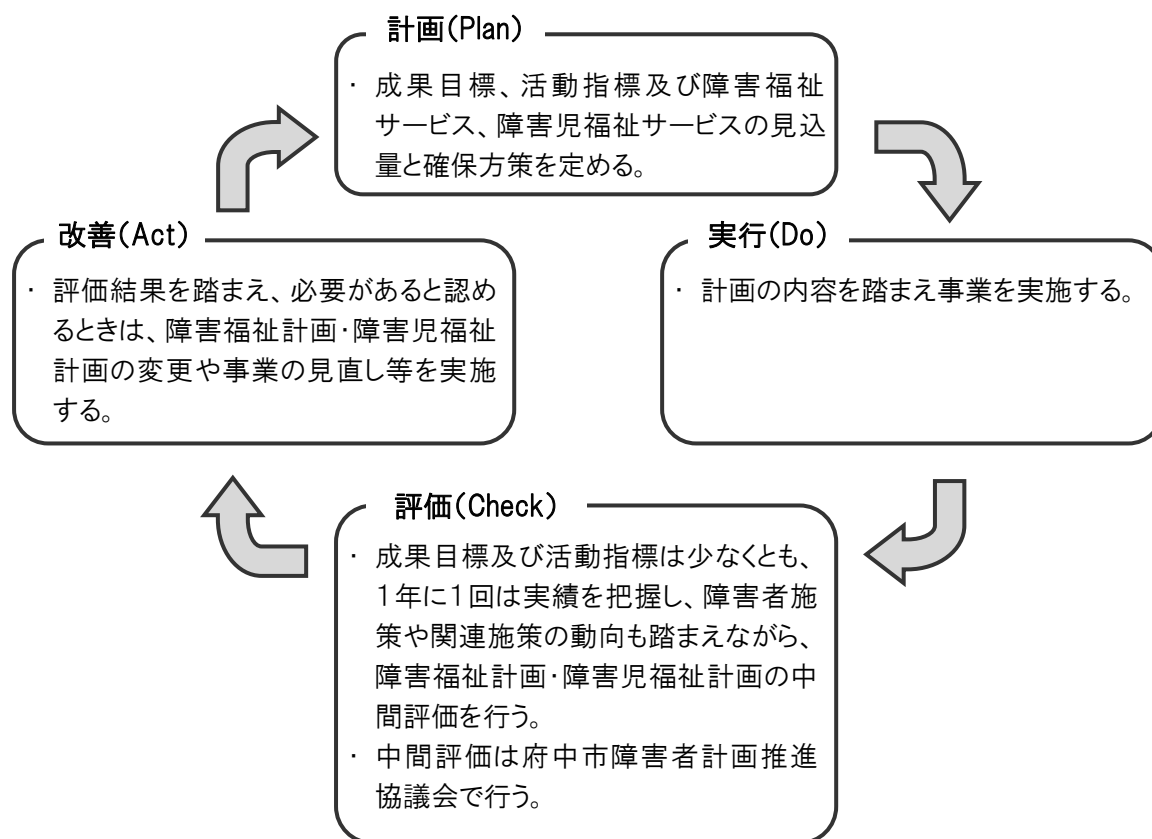 計画(Plan)
・ 成果目標、活動指標及び障害福祉
サービス、障害児福祉サービスの見込
量と確保方策を定める。
改善(Act)
・ 評価結果を踏まえ、必要があると認め
るときは、障害福祉計画・障害児福祉
計画の変更や事業の見直し等を実施
する。
実行(Do)
・ 計画の内容を踏まえ事業を実施する。
評価(Check)
・ 成果目標及び活動指標は少なくとも、
1年に1回は実績を把握し、障害者施
策や関連施策の動向も踏まえながら、
障害福祉計画・障害児福祉計画の中
間評価を行う。
・ 中間評価は府中市障害者計画推進
協議会で行う。